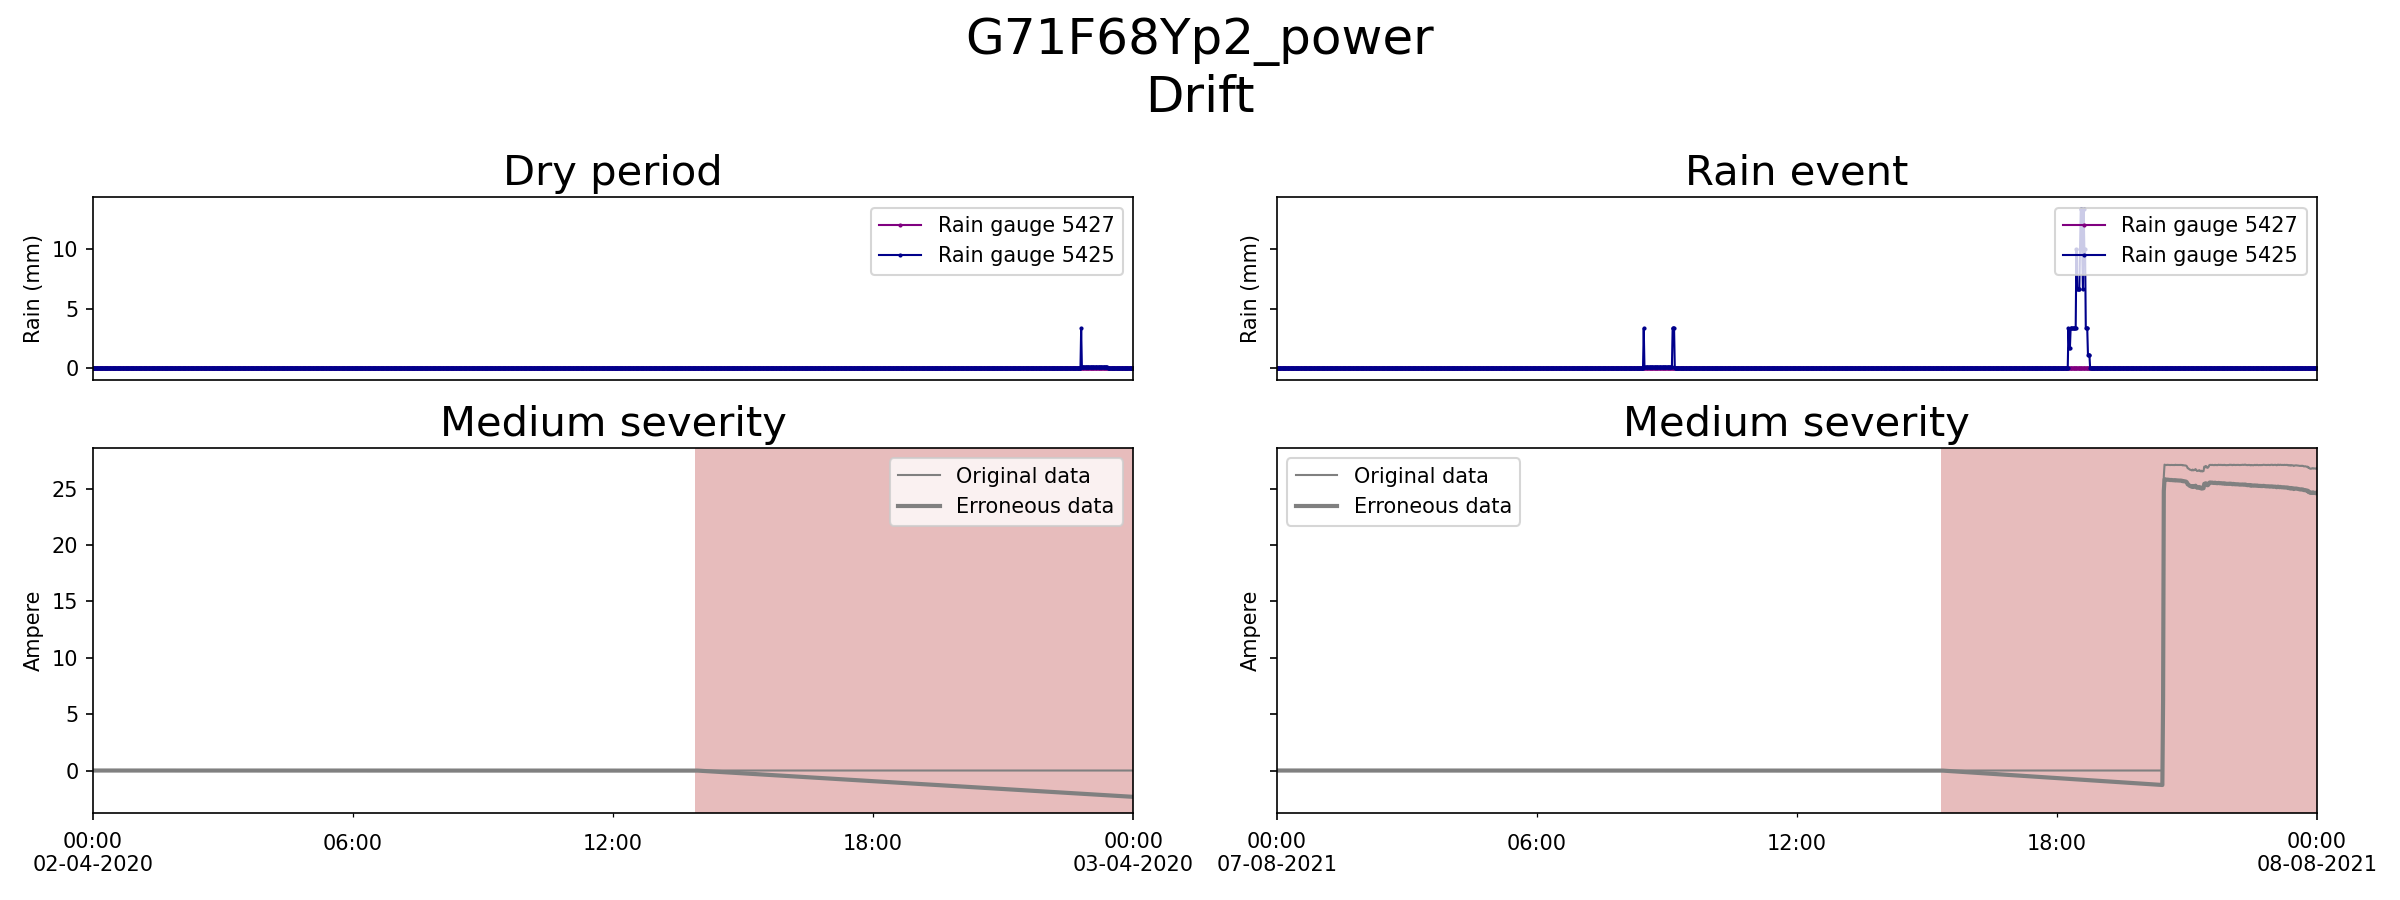 G71F68Yp2_power
Drift
Dry period
Rain (mm)
10
5
0
Rain gauge 5427
Rain gauge 5425
Rain event
Rain (mm)
Rain gauge 5427
Rain gauge 5425
Medium severity
Ampere
25
20
15
10
5
0
Original data
Erroneous data
00:00
06:00
12:00
18:00
00:00
02-04-2020
03-04-2020
Medium severity
Ampere
Original data
Erroneous data
00:00
06:00
12:00
18:00
00:00
07-08-2021
08-08-2021